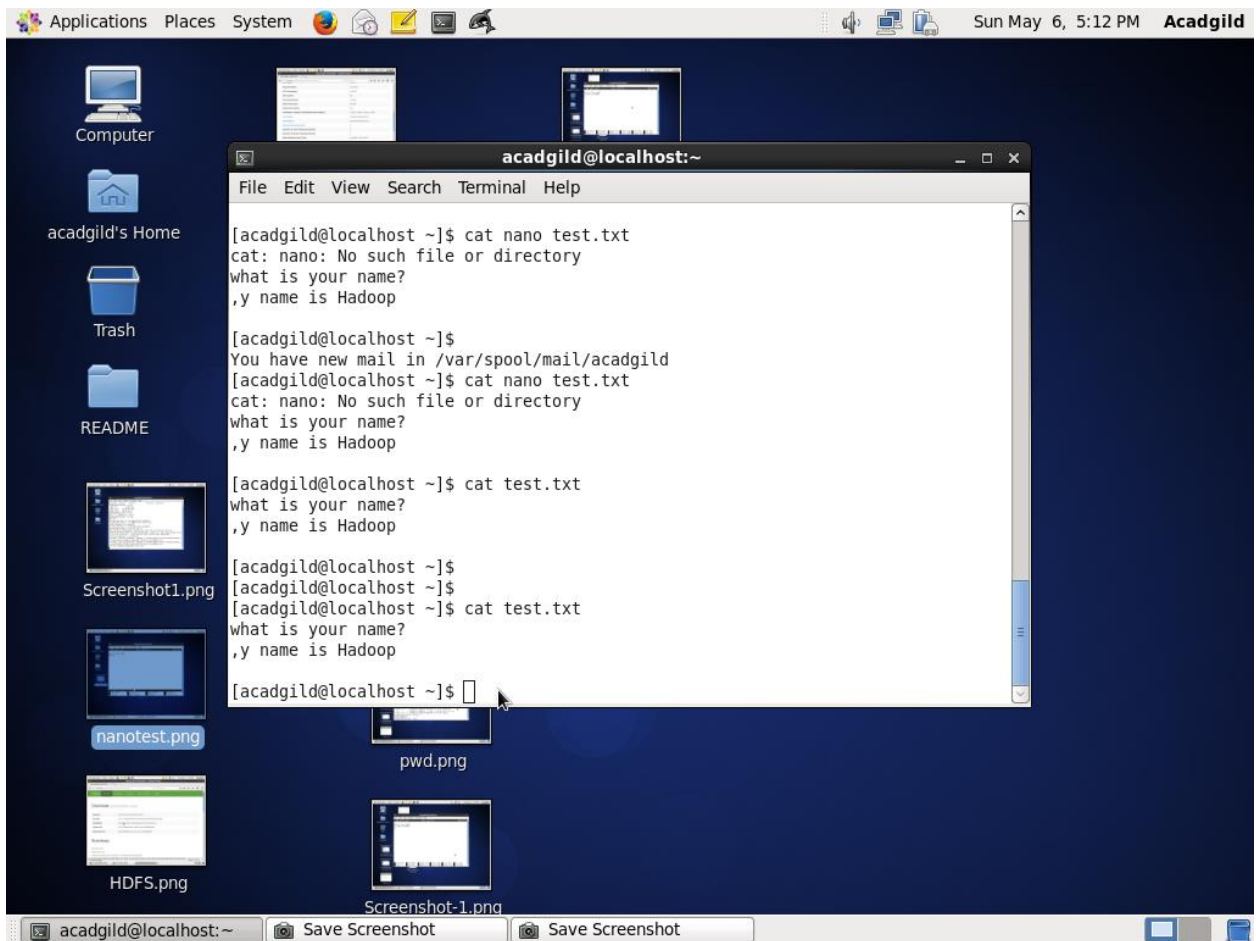 Applications Places System
Sun May 6, 5:12 PM Acadgild
Computer
acadgild's Home
Trash
README
Screenshot1.png
nanotest.png
HDFS.png
pwd.png
Screenshot-1.png
acadgild@localhost:~
File Edit View Search Terminal Help
[acadgild@localhost ~]$ cat nano test.txt
cat: nano: No such file or directory
what is your name?
,y name is Hadoop
[acadgild@localhost ~]$
You have new mail in /var/spool/mail/acadgild
[acadgild@localhost ~]$ cat nano test.txt
cat: nano: No such file or directory
what is your name?
,y name is Hadoop
[acadgild@localhost ~]$ cat test.txt
what is your name?
,y name is Hadoop
[acadgild@localhost ~]$
[acadgild@localhost ~]$
[acadgild@localhost ~]$ cat test.txt
what is your name?
,y name is Hadoop
[acadgild@localhost ~]$
acadgild@localhost:~
Save Screenshot
Save Screenshot